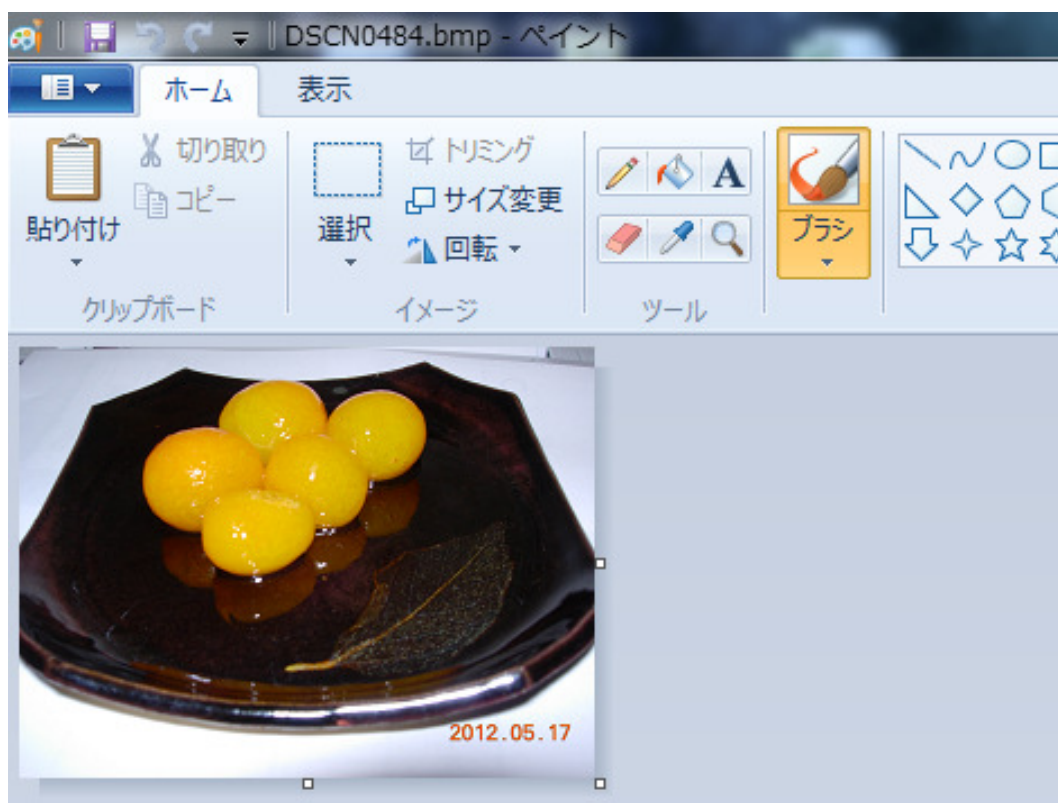 DSCN0484.bmp - ペイント
ホーム 表示
切り取り
コピー
貼り付け
クリップボード
トリミング
サイズ変更
回転
選択
イメージ
A
ツール
ブラシ
2012.05.17